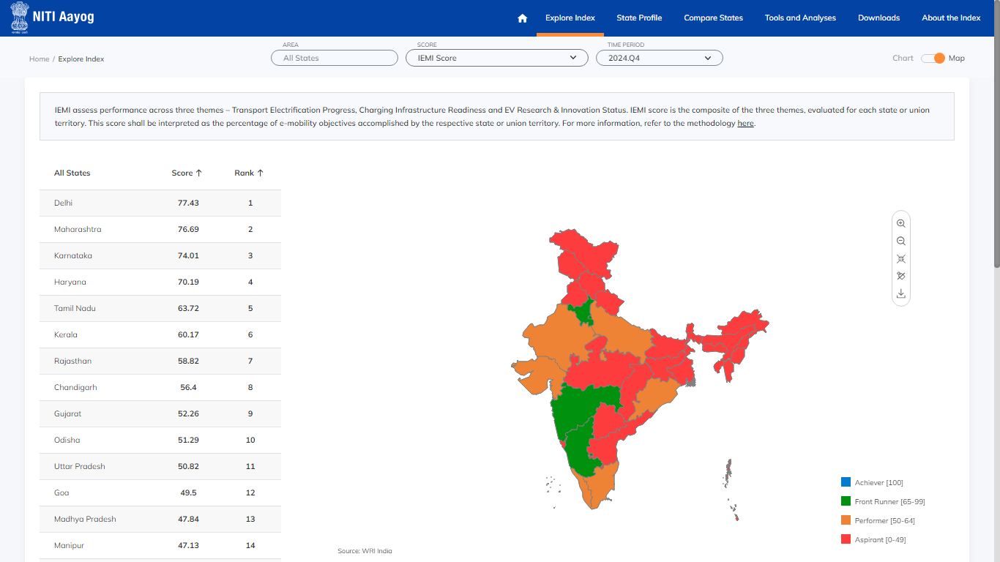 NITI Aayog
Explore Index
State Profile
Compare States
Tools and Analyses
Downloads
About the Index
Home / Explore Index
AREA
All States
SCORE
IEMI Score
TIME PERIOD
2024.Q4
Chart
Map
IEMI assess performance across three themes – Transport Electrification Progress, Charging Infrastructure Readiness and EV Research & Innovation Status. IEMI score is the composite of the three themes, evaluated for each state or union
territory. This score shall be interpreted as the percentage of e-mobility objectives accomplished by the respective state or union territory. For more information, refer to the methodology here.
All States Score ↑ Rank ↑
Delhi 77.43 1
Maharashtra 76.69 2
Karnataka 74.01 3
Haryana 70.19 4
Tamil Nadu 63.72 5
Kerala 60.17 6
Rajasthan 58.82 7
Chandigarh 56.4 8
Gujarat 52.26 9
Odisha 51.29 10
Uttar Pradesh 50.82 11
Goa 49.5 12
Madhya Pradesh 47.84 13
Manipur 47.13 14
Achiever [100]
Front Runner [65-99]
Performer [50-64]
Aspirant [0-49]
Source: WRI India